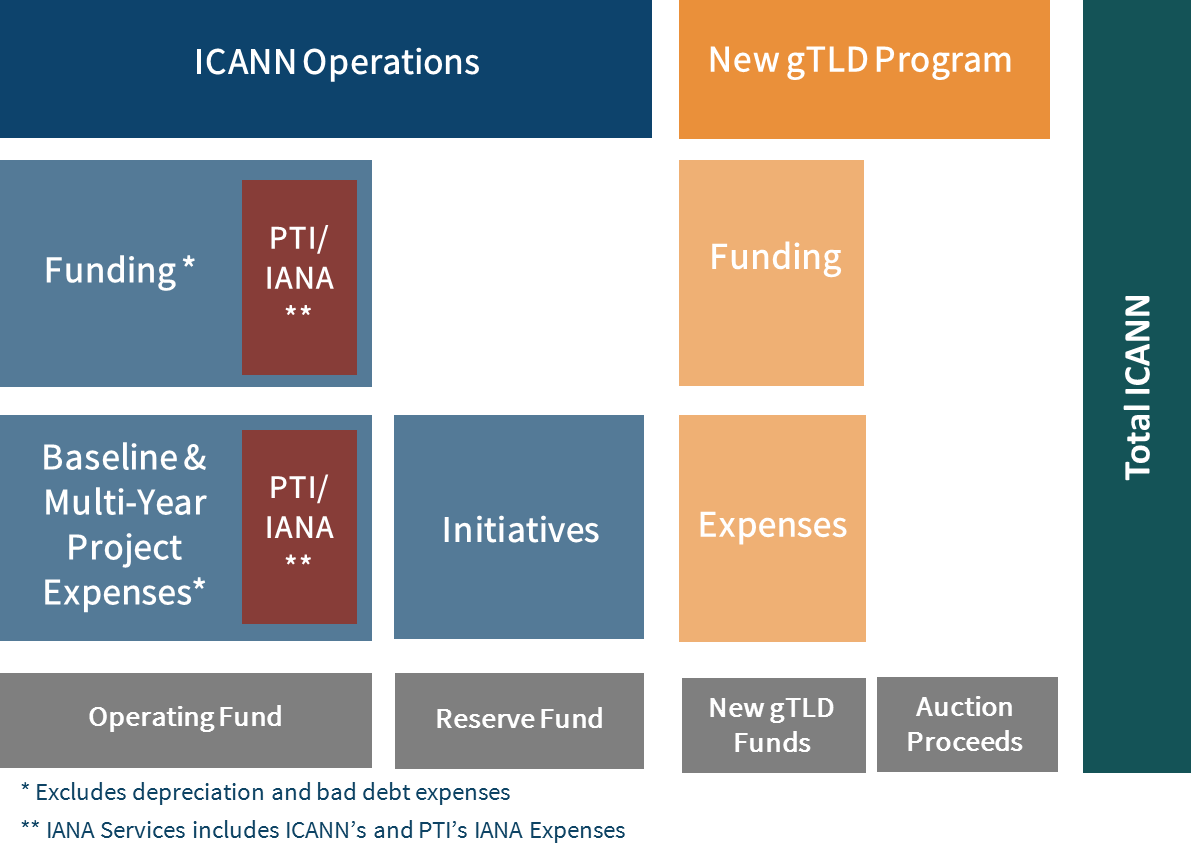 ICANN Operations
New gTLD Program
Funding *
PTI/
IANA
**
Funding
Baseline &
Multi-Year
Project
Expenses*
PTI/
IANA
**
Initiatives
Expenses
Operating Fund
Reserve Fund
New gTLD
Funds
Auction
Proceeds
Total ICANN
* Excludes depreciation and bad debt expenses
** IANA Services includes ICANN’s and PTI’s IANA Expenses